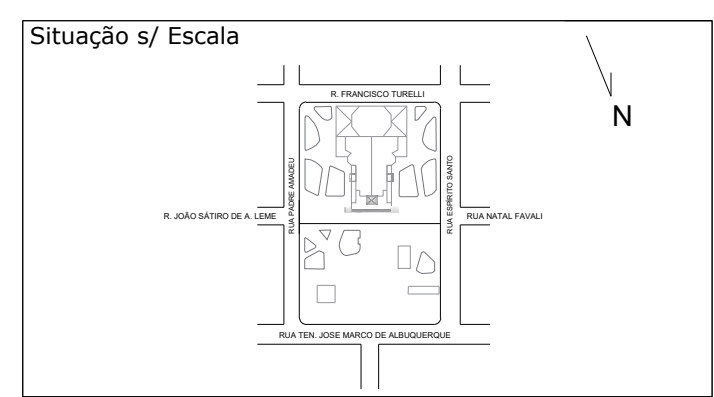 Situação s/ Escala
N
R. FRANCISCO TURELLI
RUA PADRE AMADEU
RUA ESPÍRITO SANTO
R. JOÃO SÁTIRO DE A. LEME
RUA NATAL FAVALI
RUA TEN. JOSE MARCO DE ALBUQUERQUE